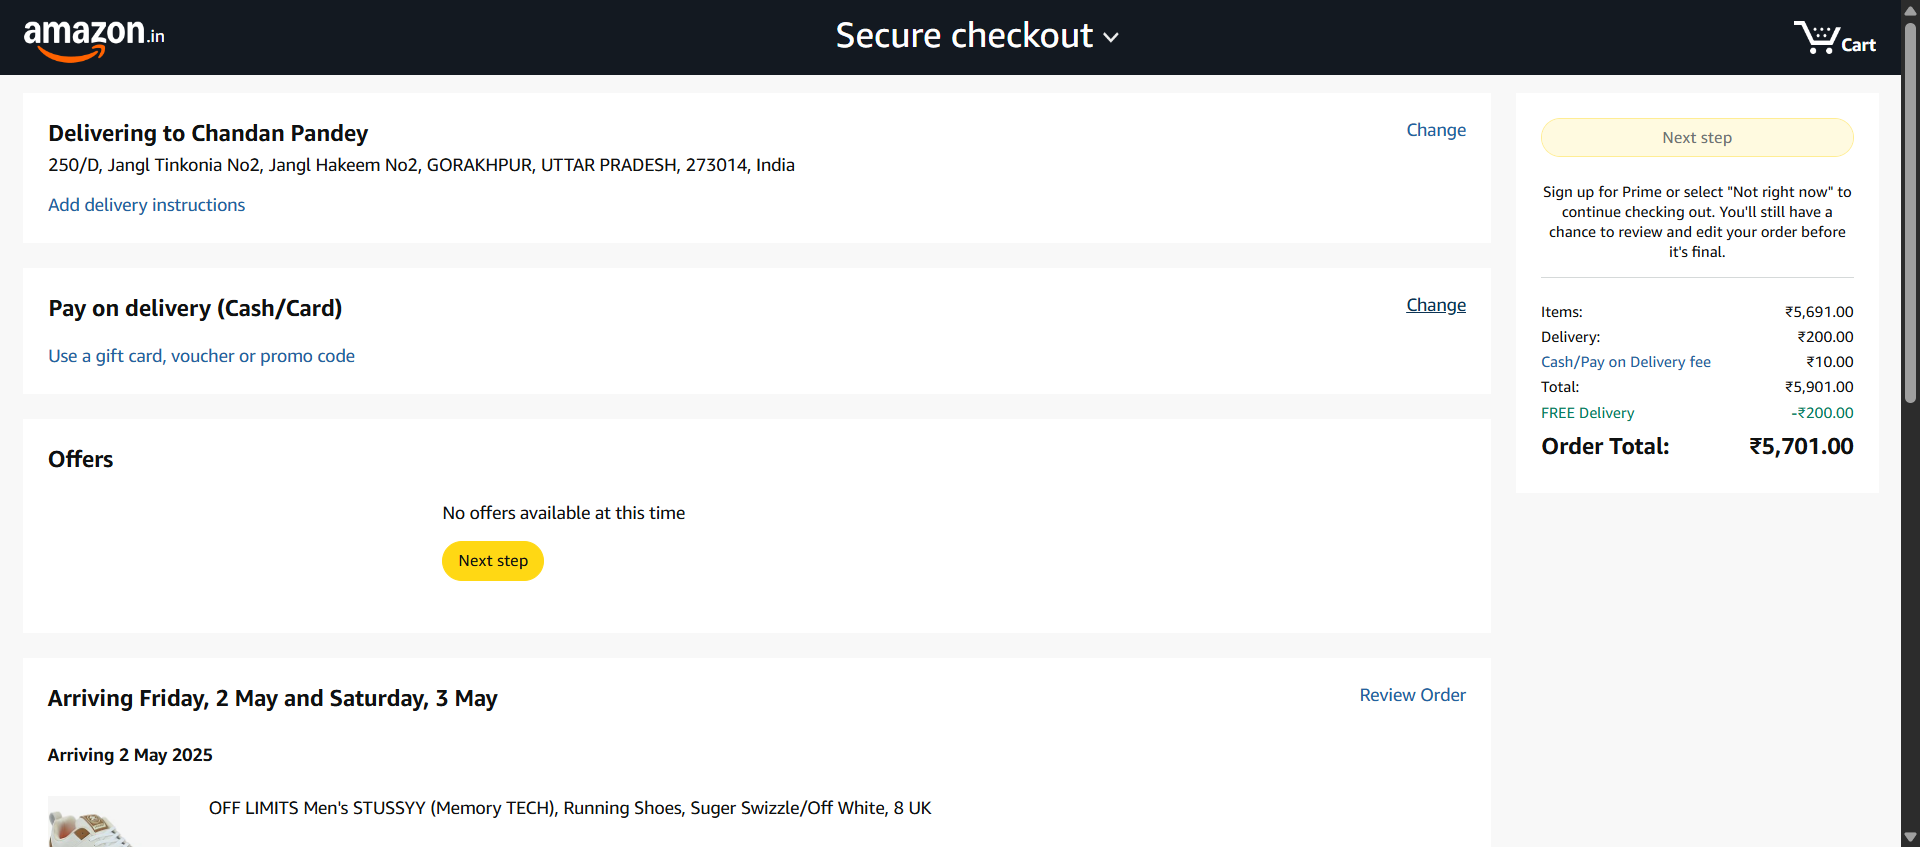 amazon.in
Secure checkout
Cart
Delivering to Chandan Pandey
Change
250/D, Jangl Tinkonia No2, Jangl Hakeem No2, GORAKHPUR, UTTAR PRADESH, 273014, India
Add delivery instructions
Pay on delivery (Cash/Card)
Change
Use a gift card, voucher or promo code
Offers
No offers available at this time
Next step
Arriving Friday, 2 May and Saturday, 3 May
Review Order
Arriving 2 May 2025
OFF LIMITS Men's STUSSYY (Memory TECH), Running Shoes, Suger Swizzle/Off White, 8 UK
Next step
Sign up for Prime or select "Not right now" to
continue checking out. You'll still have a
chance to review and edit your order before
it's final.
Items: ₹5,691.00
Delivery: ₹200.00
Cash/Pay on Delivery fee ₹10.00
Total: ₹5,901.00
FREE Delivery -₹200.00
Order Total: ₹5,701.00